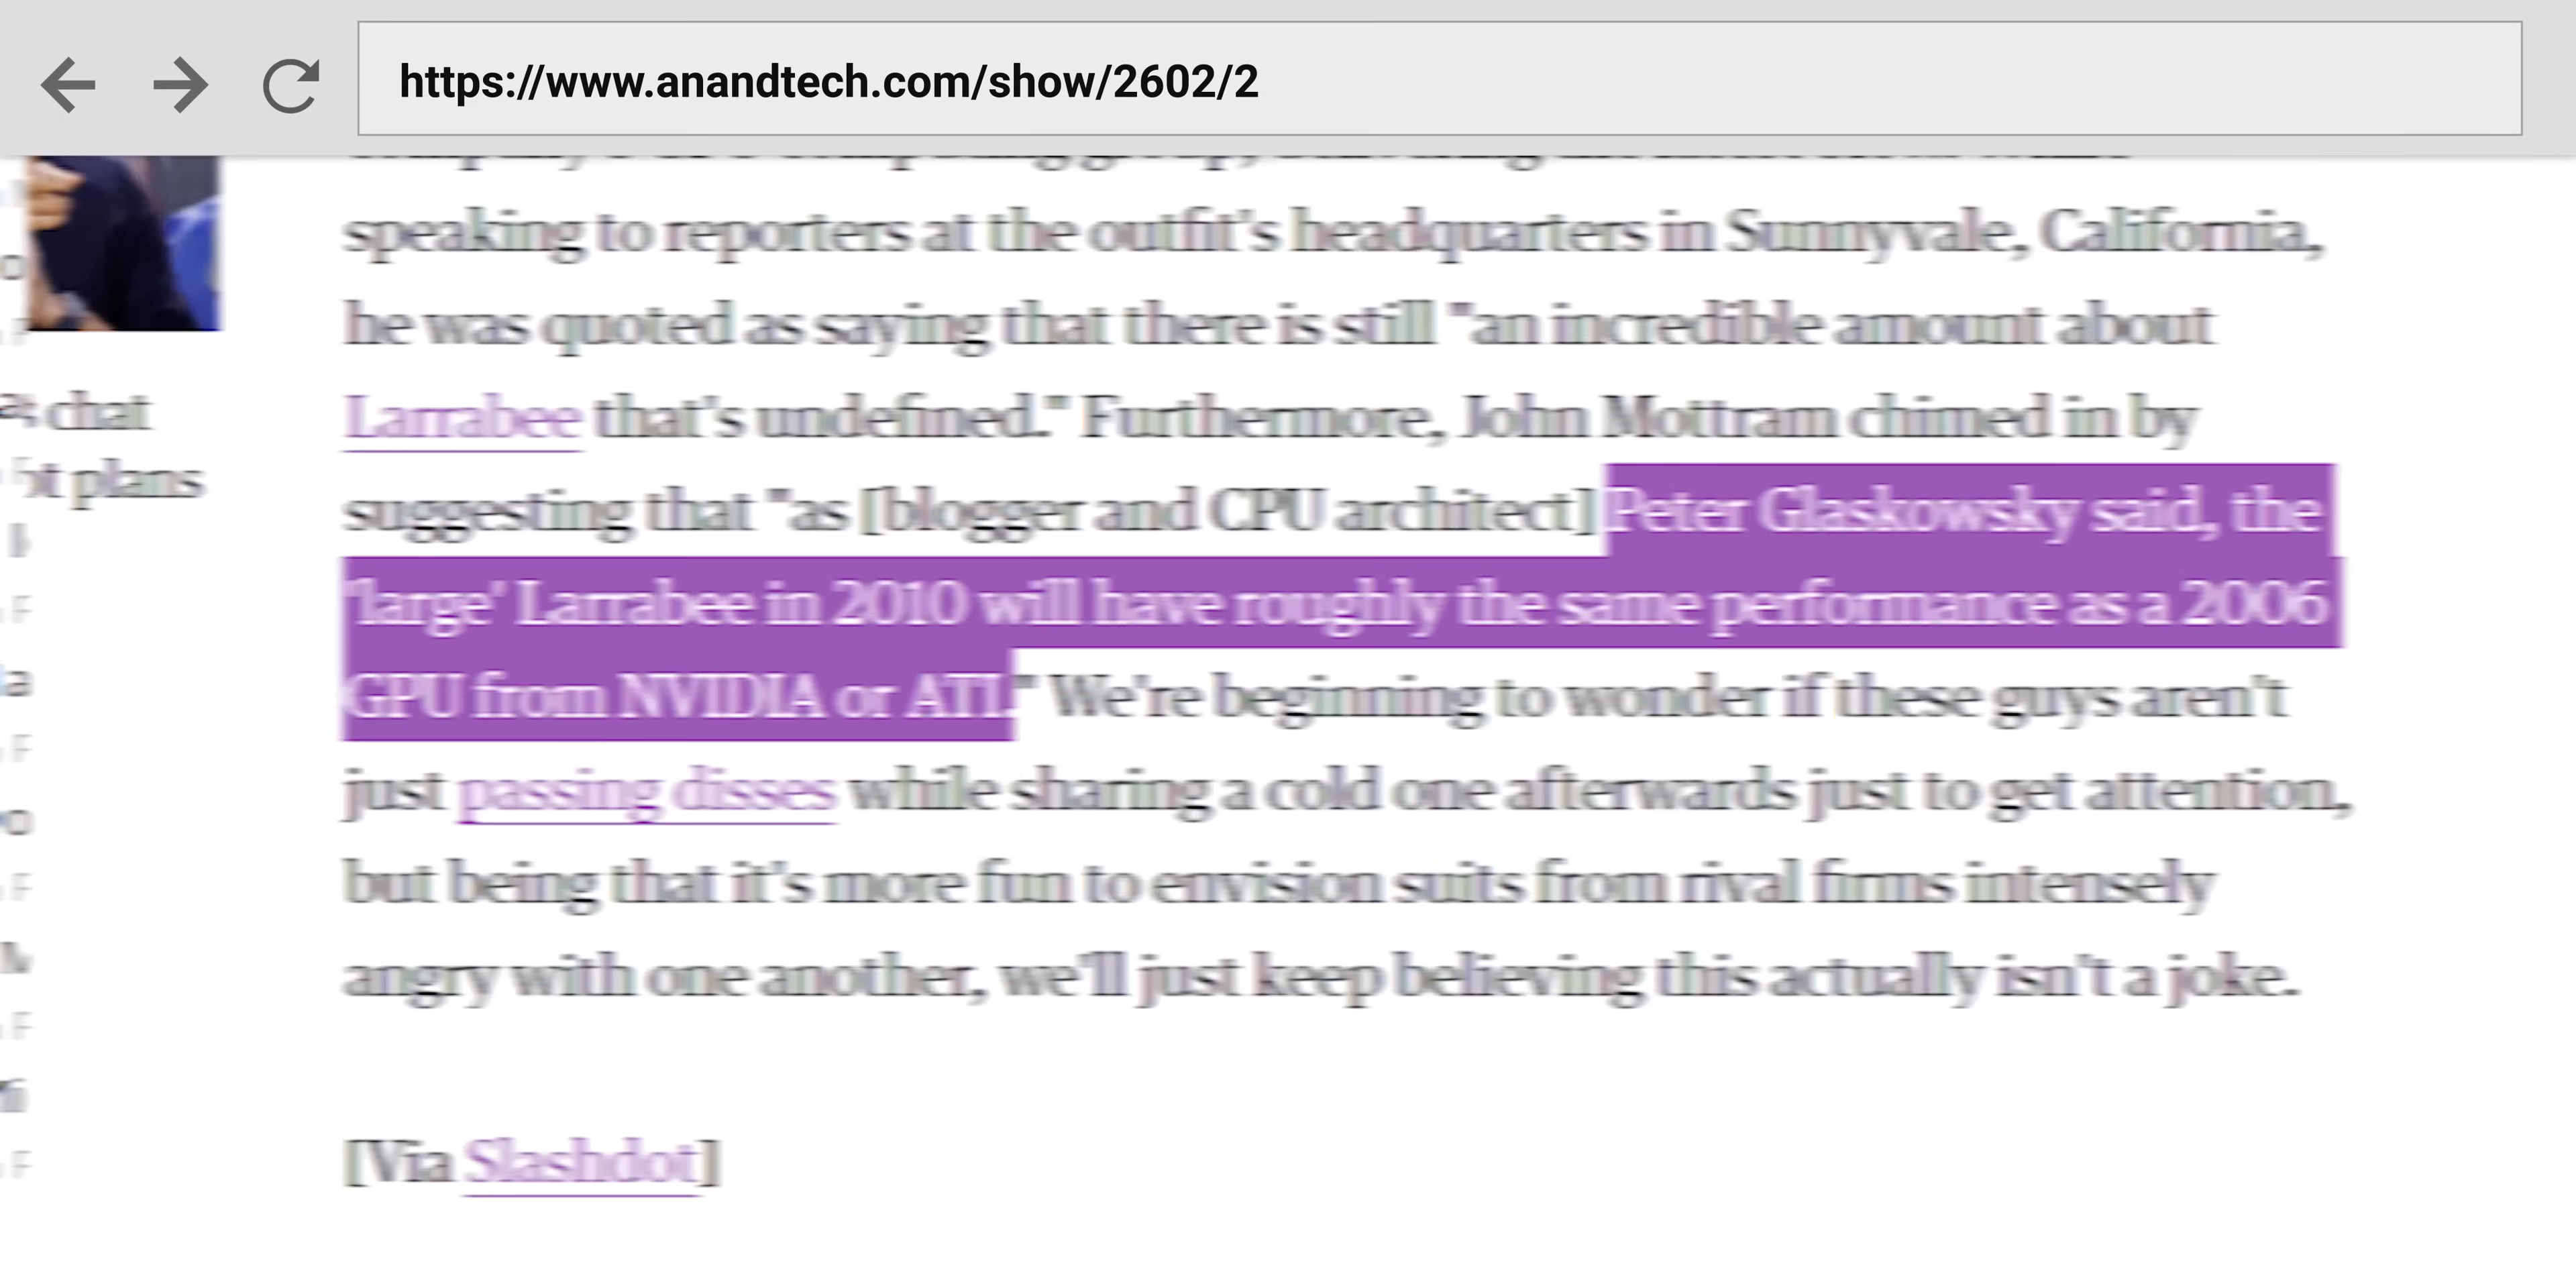 https://www.anandtech.com/show/2602/2
speaking to reporters at the outfit's headquarters in Sunnyvale, California,
he was quoted as saying that there is still "an incredible amount about
Larrabee that's undefined." Furthermore, John Mottram chimed in by
suggesting that "as [blogger and CPU architect] Peter Glaskowsky said, the
'large' Larrabee in 2010 will have roughly the same performance as a 2006
GPU from NVIDIA or ATI." We're beginning to wonder if these guys aren't
just passing disses while sharing a cold one afterwards just to get attention,
but being that it's more fun to envision suits from rival firms intensely
angry with one another, we'll just keep believing this actually isn't a joke.
[Via Slashdot]
chat
plans